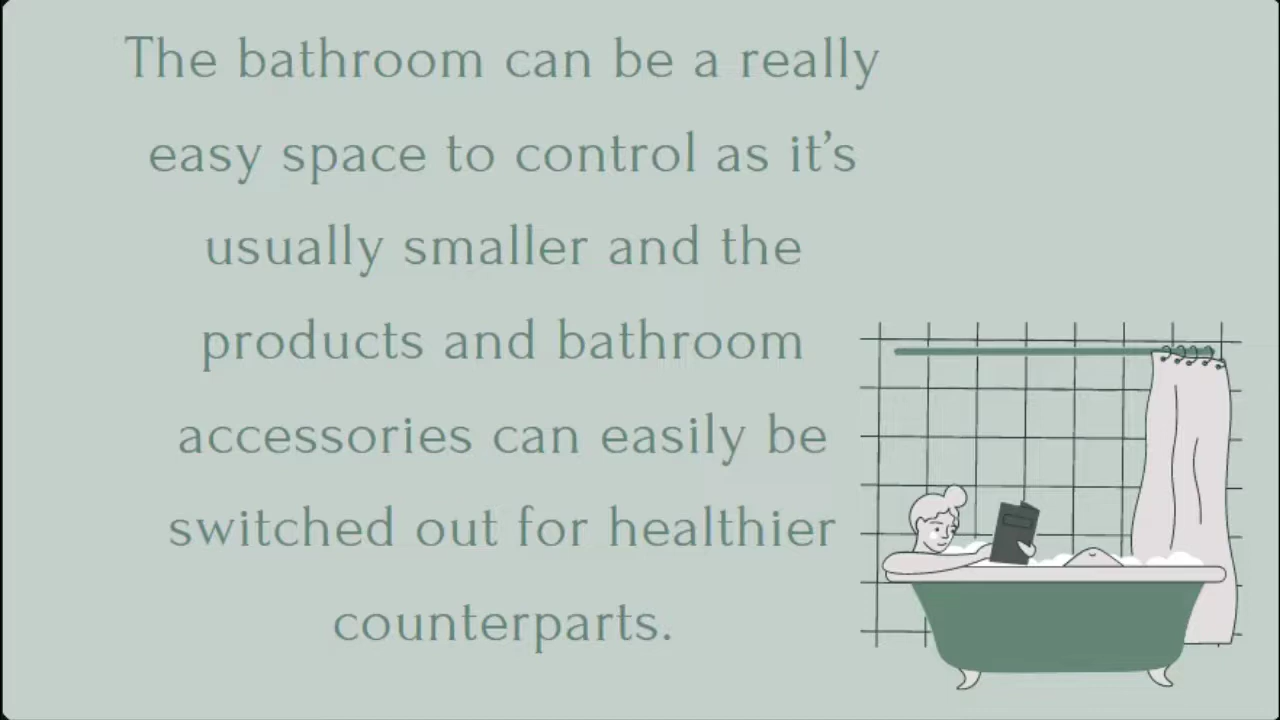 The bathroom can be a really
easy space to control as it’s
usually smaller and the
products and bathroom
accessories can easily be
switched out for healthier
counterparts.